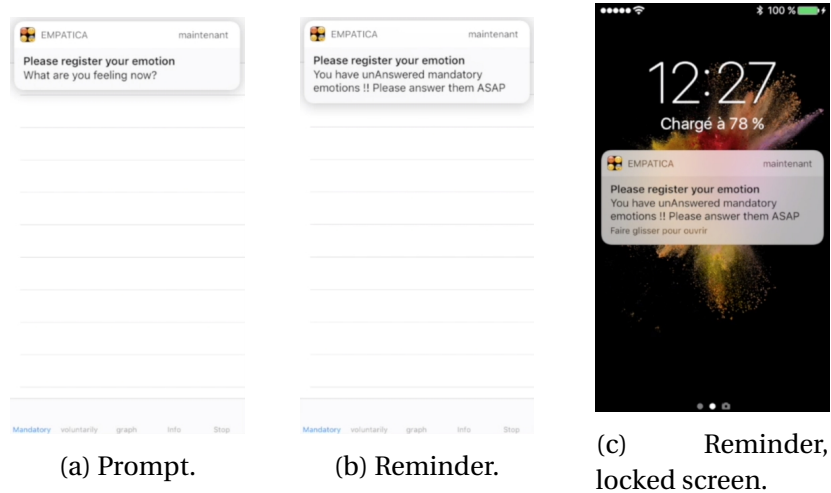 EMPATICA maintenant
Please register your emotion
What are you feeling now?
Mandatory voluntarily graph Info Stop
(a) Prompt.
EMPATICA maintenant
Please register your emotion
You have unAnswered mandatory
emotions !! Please answer them ASAP
Mandatory voluntarily graph Info Stop
(b) Reminder.
100 %
12:27
Chargé à 78 %
EMPATICA maintenant
Please register your emotion
You have unAnswered mandatory
emotions !! Please answer them ASAP
Faire glisser pour ouvrir
(c) Reminder,
locked screen.